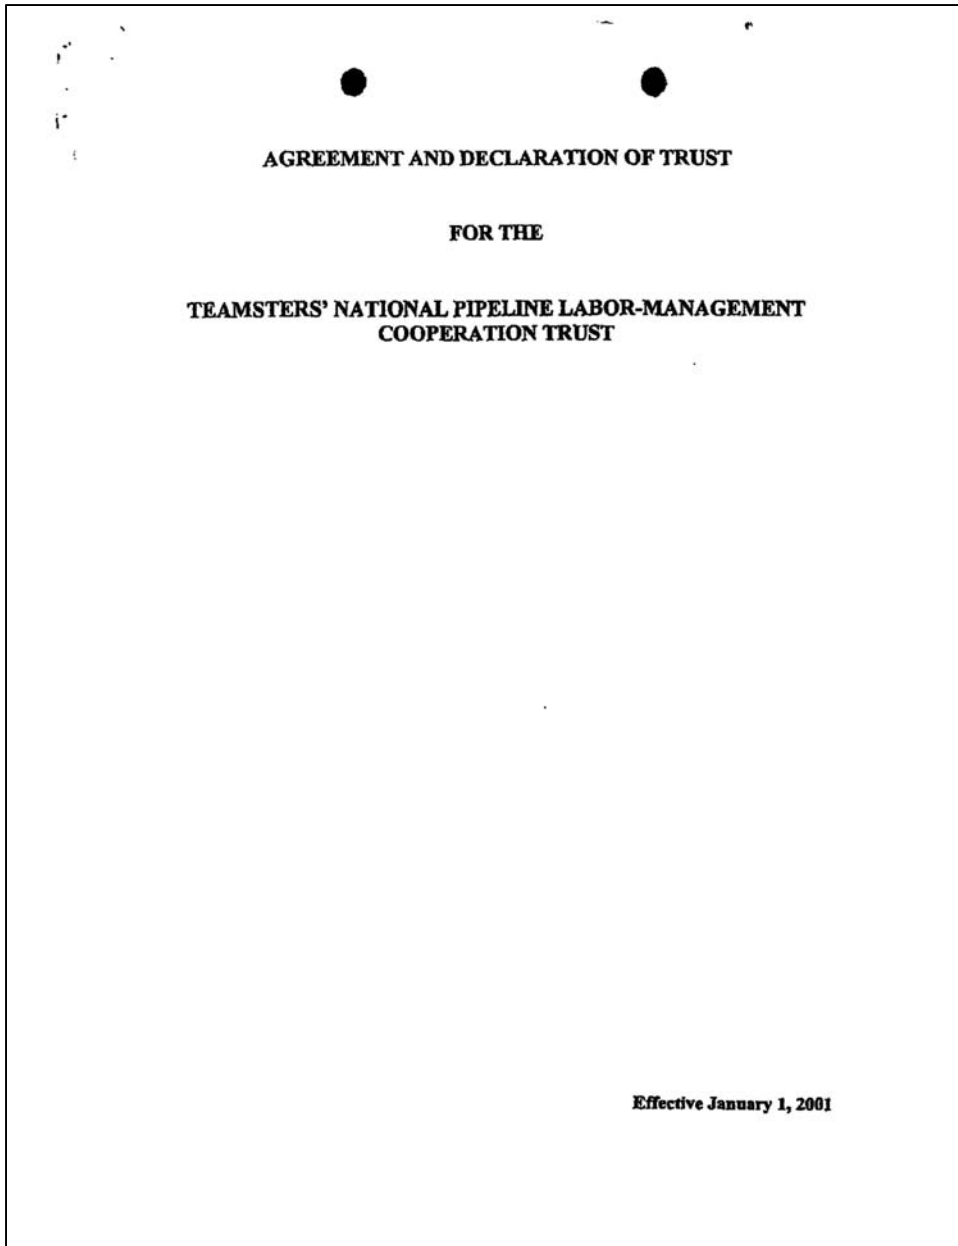 AGREEMENT AND DECLARATION OF TRUST
FOR THE
TEAMSTERS' NATIONAL PIPELINE LABOR-MANAGEMENT
COOPERATION TRUST
Effective January 1, 2001